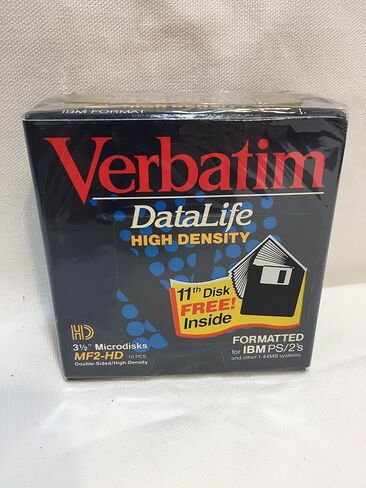 IBM FORMAT
Verbatim
DataLife
HIGH DENSITY
11th Disk
FREE!
Inside
HD
3½" Microdisks
MF2-HD 10 PCS.
Double-Sided/High-Density
FORMATTED
for IBM PS/2's
and other 1.44MB systems